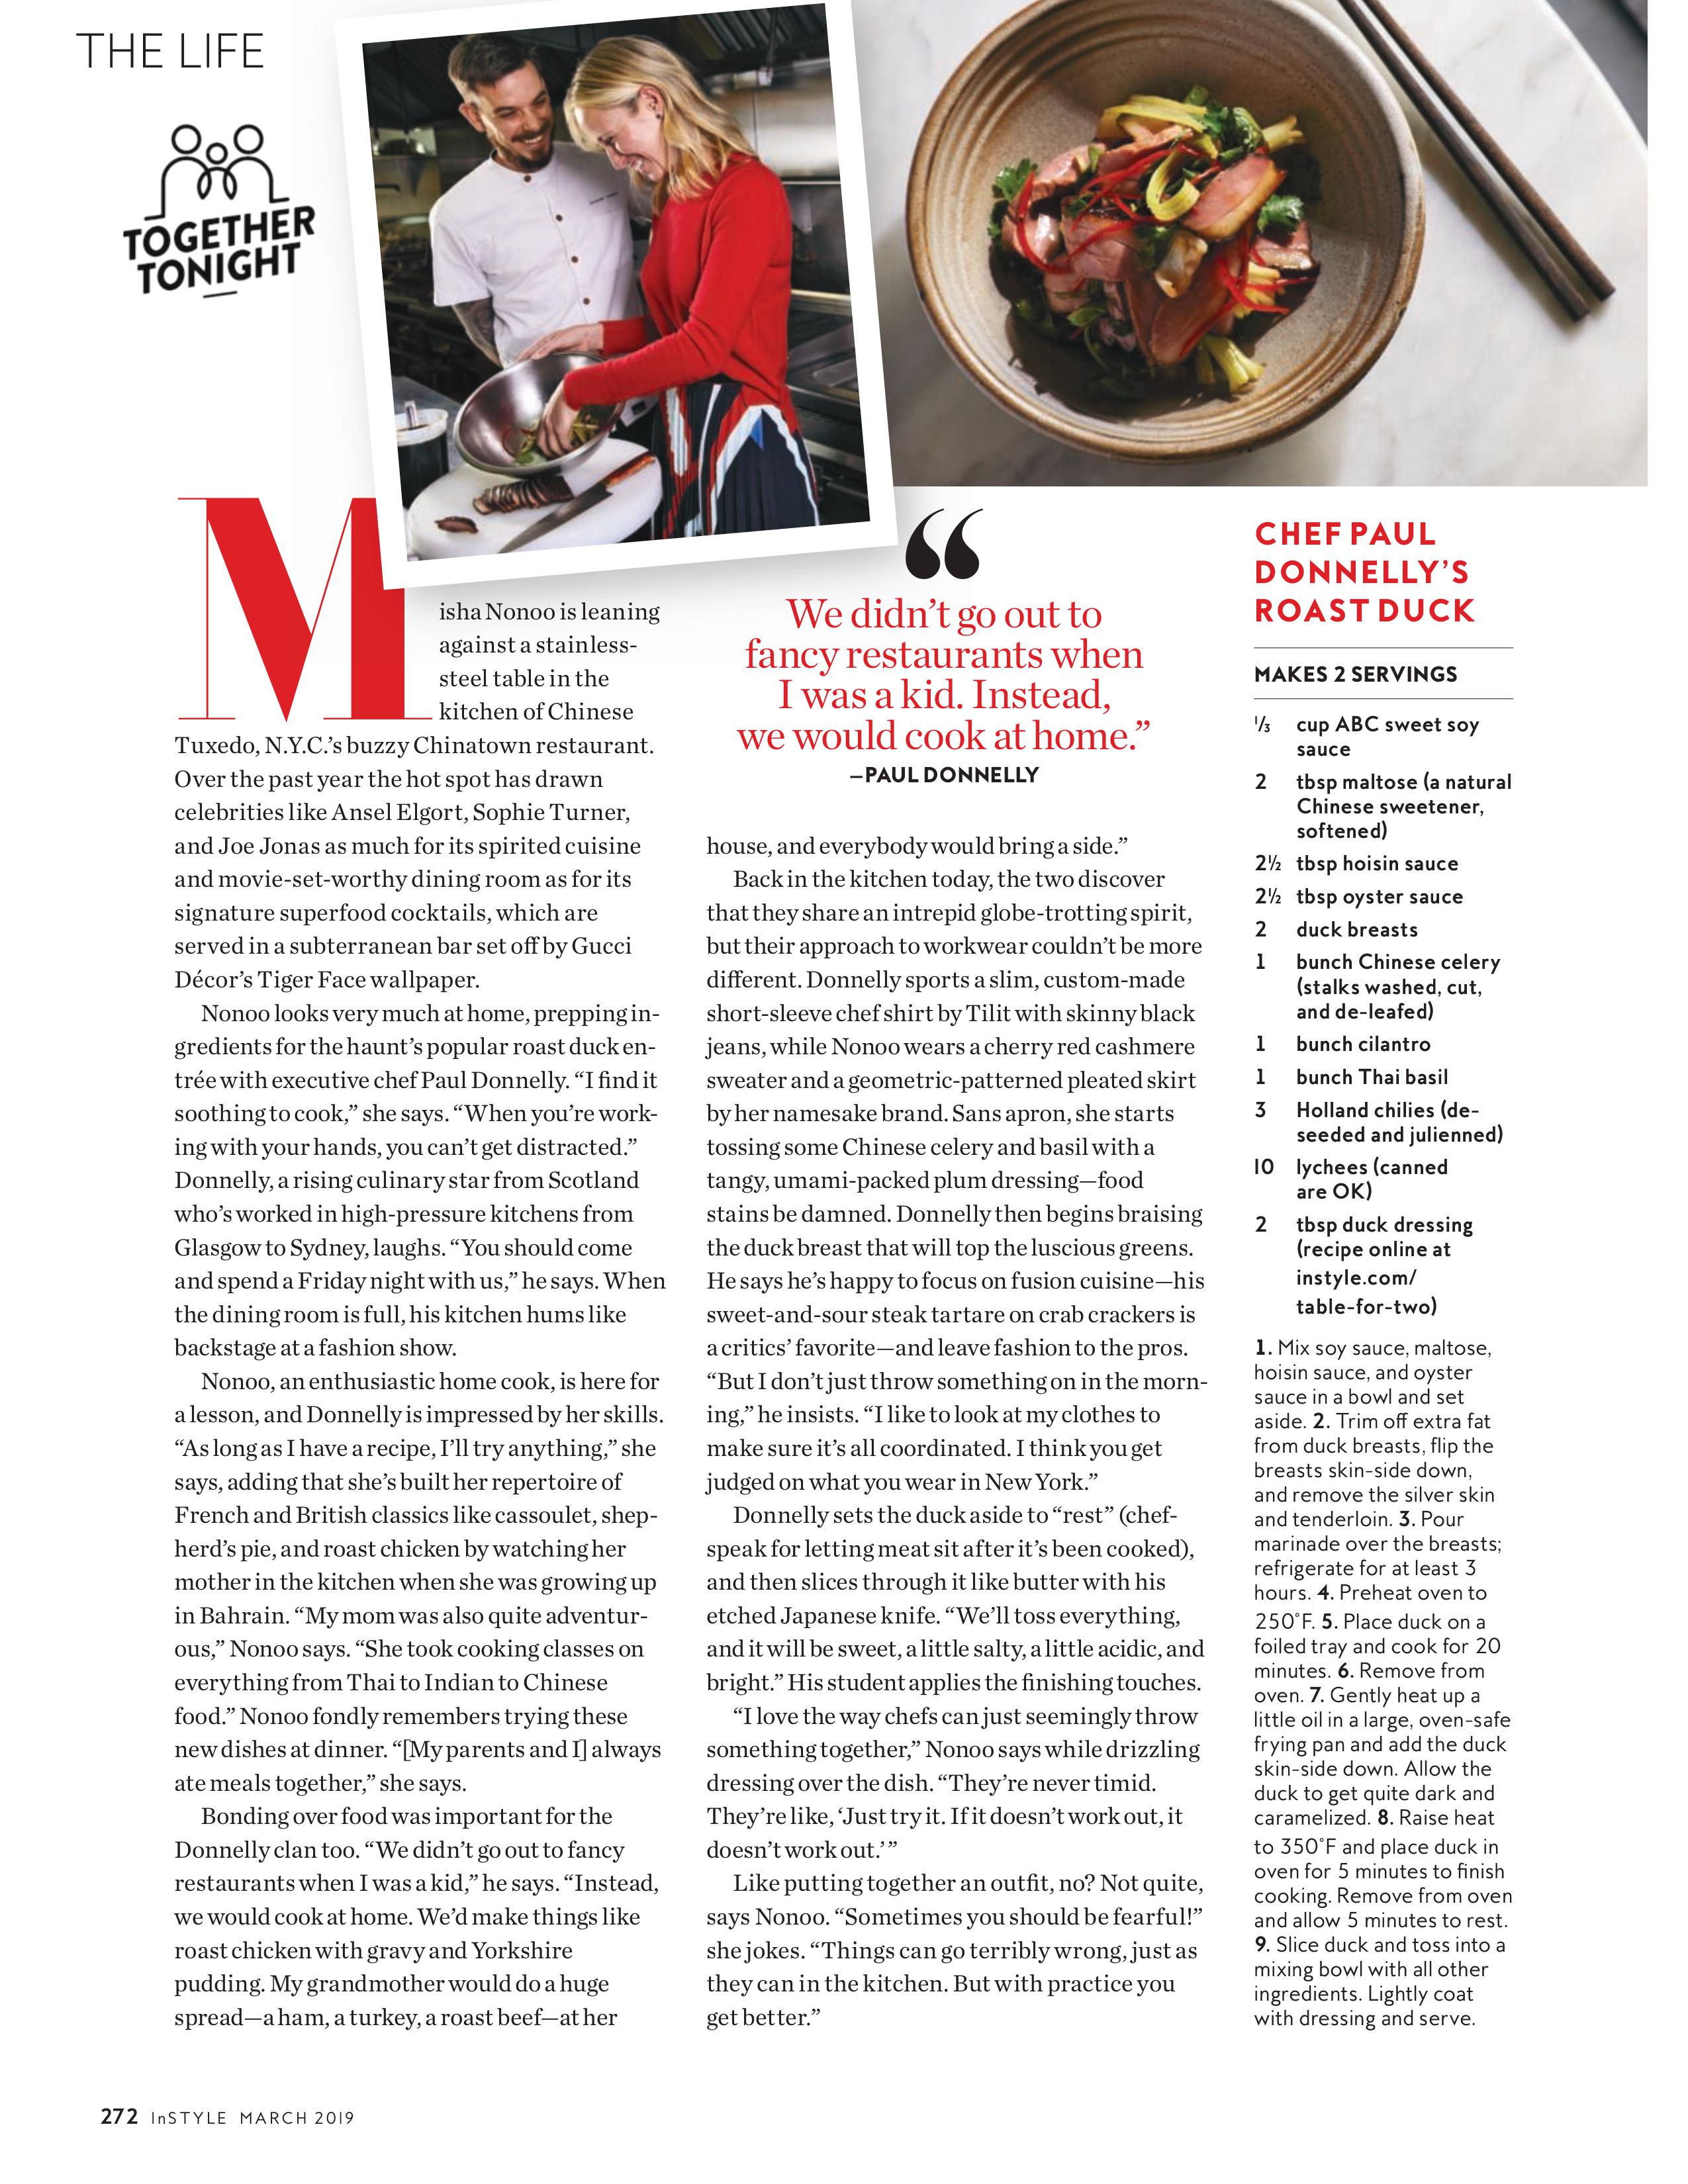 THE LIFE
TOGETHER
TONIGHT
Misha Nonoo is leaning
against a stainless-
steel table in the
kitchen of Chinese
Tuxedo, N.Y.C.’s buzzy Chinatown restaurant.
Over the past year the hot spot has drawn
celebrities like Ansel Elgort, Sophie Turner,
and Joe Jonas as much for its spirited cuisine
and movie-set-worthy dining room as for its
signature superfood cocktails, which are
served in a subterranean bar set off by Gucci
Décor’s Tiger Face wallpaper.
Nonoo looks very much at home, prepping in-
gredients for the haunt’s popular roast duck en-
trée with executive chef Paul Donnelly. “I find it
soothing to cook,” she says. “When you’re work-
ing with your hands, you can’t get distracted.”
Donnelly, a rising culinary star from Scotland
who’s worked in high-pressure kitchens from
Glasgow to Sydney, laughs. “You should come
and spend a Friday night with us,” he says. When
the dining room is full, his kitchen hums like
backstage at a fashion show.
Nonoo, an enthusiastic home cook, is here for
a lesson, and Donnelly is impressed by her skills.
“As long as I have a recipe, I’ll try anything,” she
says, adding that she’s built her repertoire of
French and British classics like cassoulet, shep-
herd’s pie, and roast chicken by watching her
mother in the kitchen when she was growing up
in Bahrain. “My mom was also quite adventur-
ous,” Nonoo says. “She took cooking classes on
everything from Thai to Indian to Chinese
food.” Nonoo fondly remembers trying these
new dishes at dinner. “[My parents and I] always
ate meals together,” she says.
Bonding over food was important for the
Donnelly clan too. “We didn’t go out to fancy
restaurants when I was a kid,” he says. “Instead,
we would cook at home. We’d make things like
roast chicken with gravy and Yorkshire
pudding. My grandmother would do a huge
spread—a ham, a turkey, a roast beef—at her
“
We didn’t go out to
fancy restaurants when
I was a kid. Instead,
we would cook at home.”
—PAUL DONNELLY
house, and everybody would bring a side.”
Back in the kitchen today, the two discover
that they share an intrepid globe-trotting spirit,
but their approach to workwear couldn’t be more
different. Donnelly sports a slim, custom-made
short-sleeve chef shirt by Tilit with skinny black
jeans, while Nonoo wears a cherry red cashmere
sweater and a geometric-patterned pleated skirt
by her namesake brand. Sans apron, she starts
tossing some Chinese celery and basil with a
tangy, umami-packed plum dressing—food
stains be damned. Donnelly then begins braising
the duck breast that will top the luscious greens.
He says he’s happy to focus on fusion cuisine—his
sweet-and-sour steak tartare on crab crackers is
a critics’ favorite—and leave fashion to the pros.
“But I don’t just throw something on in the morn-
ing,” he insists. “I like to look at my clothes to
make sure it’s all coordinated. I think you get
judged on what you wear in New York.”
Donnelly sets the duck aside to “rest” (chef-
speak for letting meat sit after it’s been cooked),
and then slices through it like butter with his
etched Japanese knife. “We’ll toss everything,
and it will be sweet, a little salty, a little acidic, and
bright.” His student applies the finishing touches.
“I love the way chefs can just seemingly throw
something together,” Nonoo says while drizzling
dressing over the dish. “They’re never timid.
They’re like, ‘Just try it. If it doesn’t work out, it
doesn’t work out.’ ”
Like putting together an outfit, no? Not quite,
says Nonoo. “Sometimes you should be fearful!”
she jokes. “Things can go terribly wrong, just as
they can in the kitchen. But with practice you
get better.”
CHEF PAUL
DONNELLY’S
ROAST DUCK
MAKES 2 SERVINGS
⅓ cup ABC sweet soy
sauce
2 tbsp maltose (a natural
Chinese sweetener,
softened)
2½ tbsp hoisin sauce
2½ tbsp oyster sauce
2 duck breasts
1 bunch Chinese celery
(stalks washed, cut,
and de-leafed)
1 bunch cilantro
1 bunch Thai basil
3 Holland chilies (de-
seeded and julienned)
10 lychees (canned
are OK)
2 tbsp duck dressing
(recipe online at
instyle.com/
table-for-two)
1. Mix soy sauce, maltose,
hoisin sauce, and oyster
sauce in a bowl and set
aside. 2. Trim off extra fat
from duck breasts, flip the
breasts skin-side down,
and remove the silver skin
and tenderloin. 3. Pour
marinade over the breasts;
refrigerate for at least 3
hours. 4. Preheat oven to
250°F. 5. Place duck on a
foiled tray and cook for 20
minutes. 6. Remove from
oven. 7. Gently heat up a
little oil in a large, oven-safe
frying pan and add the duck
skin-side down. Allow the
duck to get quite dark and
caramelized. 8. Raise heat
to 350°F and place duck in
oven for 5 minutes to finish
cooking. Remove from oven
and allow 5 minutes to rest.
9. Slice duck and toss into a
mixing bowl with all other
ingredients. Lightly coat
with dressing and serve.
272 InSTYLE MARCH 2019